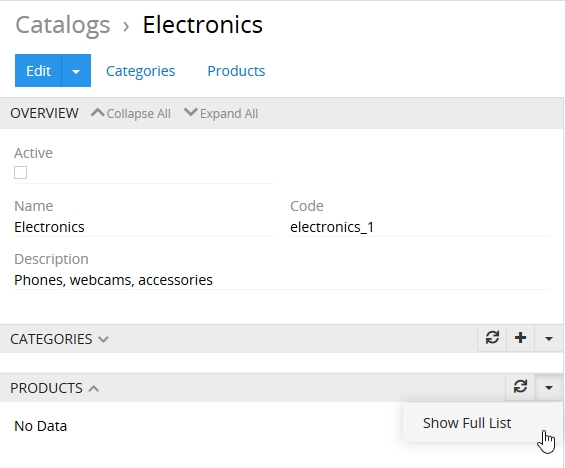 Catalogs › Electronics
Edit Categories Products
OVERVIEW Collapse All Expand All
Active
Name Code
Electronics electronics_1
Description
Phones, webcams, accessories
CATEGORIES
PRODUCTS
No Data
Show Full List